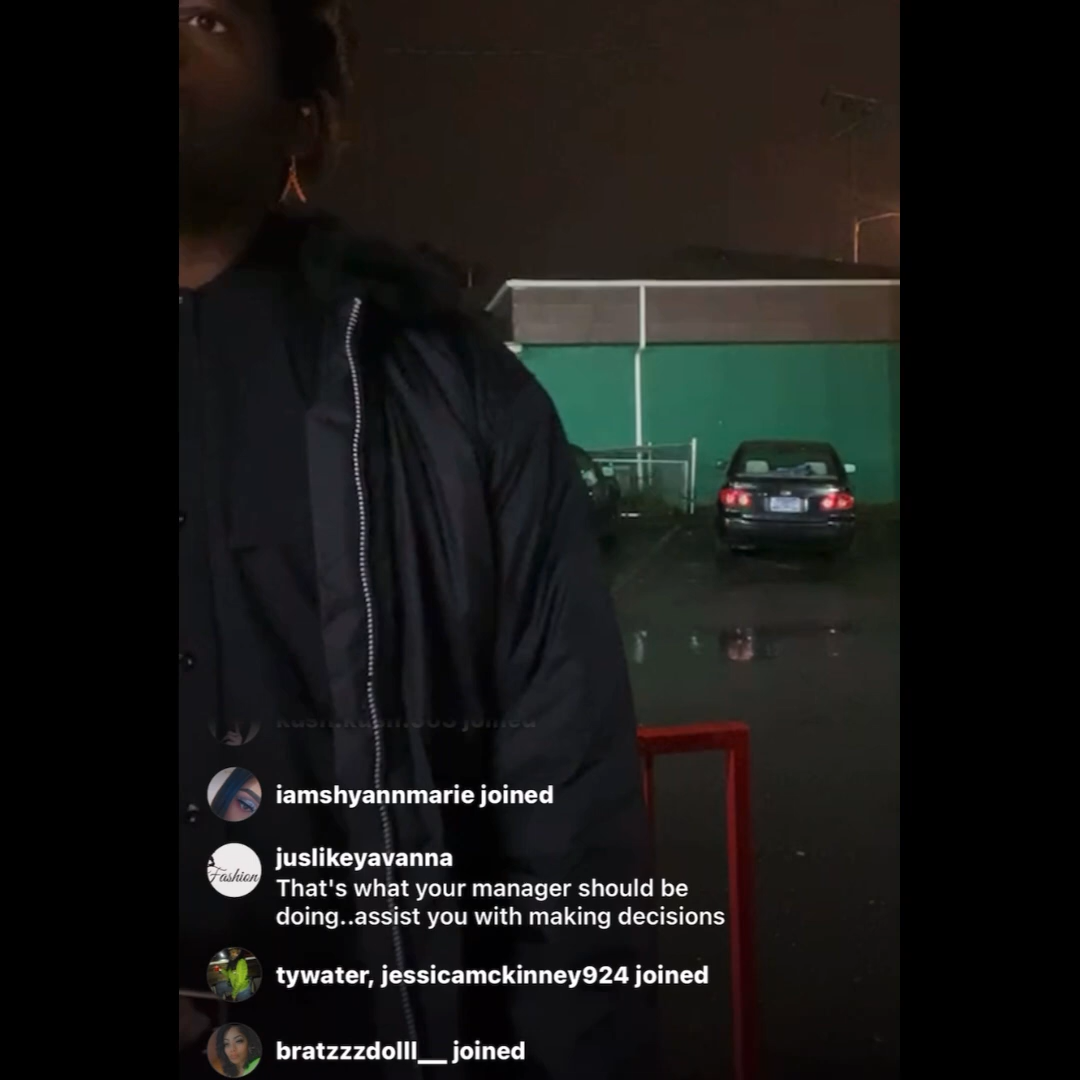 iamshyannmarie joined
Fashion
juslikeyavanna
That's what your manager should be
doing..assist you with making decisions
tywater, jessicamckinney924 joined
bratzzzdolll__ joined